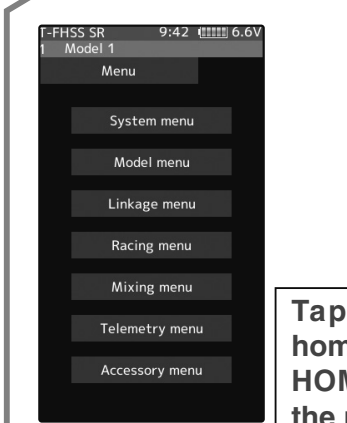 T-FHSS SR 9:42 6.6V
1 Model 1
Menu
System menu
Model menu
Linkage menu
Racing menu
Mixing menu
Telemetry menu
Accessory menu
Tap
hom
HOM
the